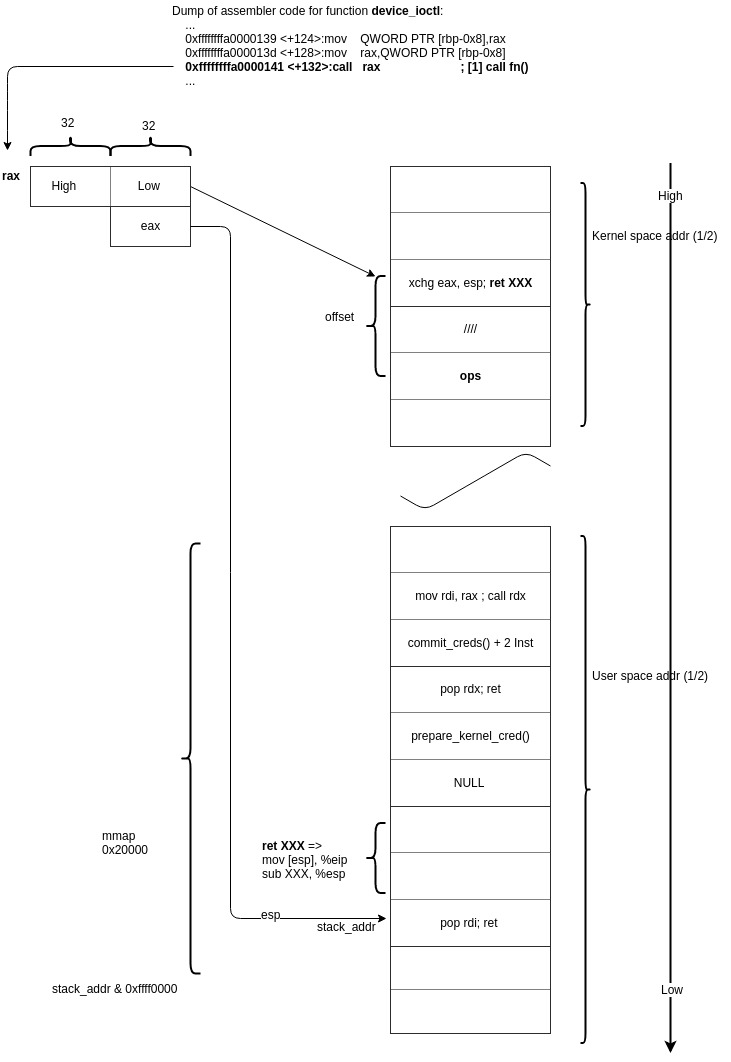 Dump of assembler code for function device_ioctl:
...
0xffffffffa0000139 <+124>:mov    QWORD PTR [rbp-0x8],rax
0xffffffffa000013d <+128>:mov    rax,QWORD PTR [rbp-0x8]
0xffffffffa0000141 <+132>:call   rax                        ; [1] call fn()
...
32
32
rax
High
Low
eax
High
Kernel space addr (1/2)
xchg eax, esp; ret XXX
offset
////
ops
mov rdi, rax ; call rdx
commit_creds() + 2 Inst
User space addr (1/2)
pop rdx; ret
prepare_kernel_cred()
NULL
mmap
0x20000
ret XXX =>
mov [esp], %eip
sub XXX, %esp
esp
stack_addr
pop rdi; ret
stack_addr & 0xffff0000
Low